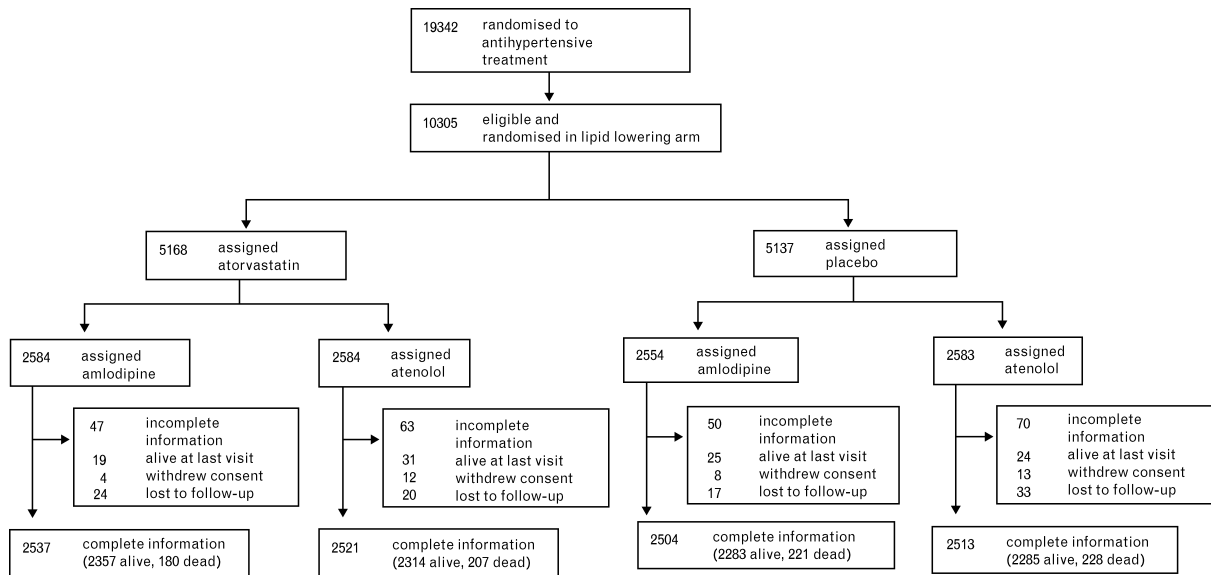 19342 randomised to
antihypertensive
treatment
10305 eligible and
randomised in lipid lowering arm
5168 assigned
atorvastatin
5137 assigned
placebo
2584 assigned
amlodipine
2584 assigned
atenolol
2554 assigned
amlodipine
2583 assigned
atenolol
47 incomplete
information
19 alive at last visit
4 withdrew consent
24 lost to follow-up
63 incomplete
information
31 alive at last visit
12 withdrew consent
20 lost to follow-up
50 incomplete
information
25 alive at last visit
8 withdrew consent
17 lost to follow-up
70 incomplete
information
24 alive at last visit
13 withdrew consent
33 lost to follow-up
2537 complete information
(2357 alive, 180 dead)
2521 complete information
(2314 alive, 207 dead)
2504 complete information
(2283 alive, 221 dead)
2513 complete information
(2285 alive, 228 dead)